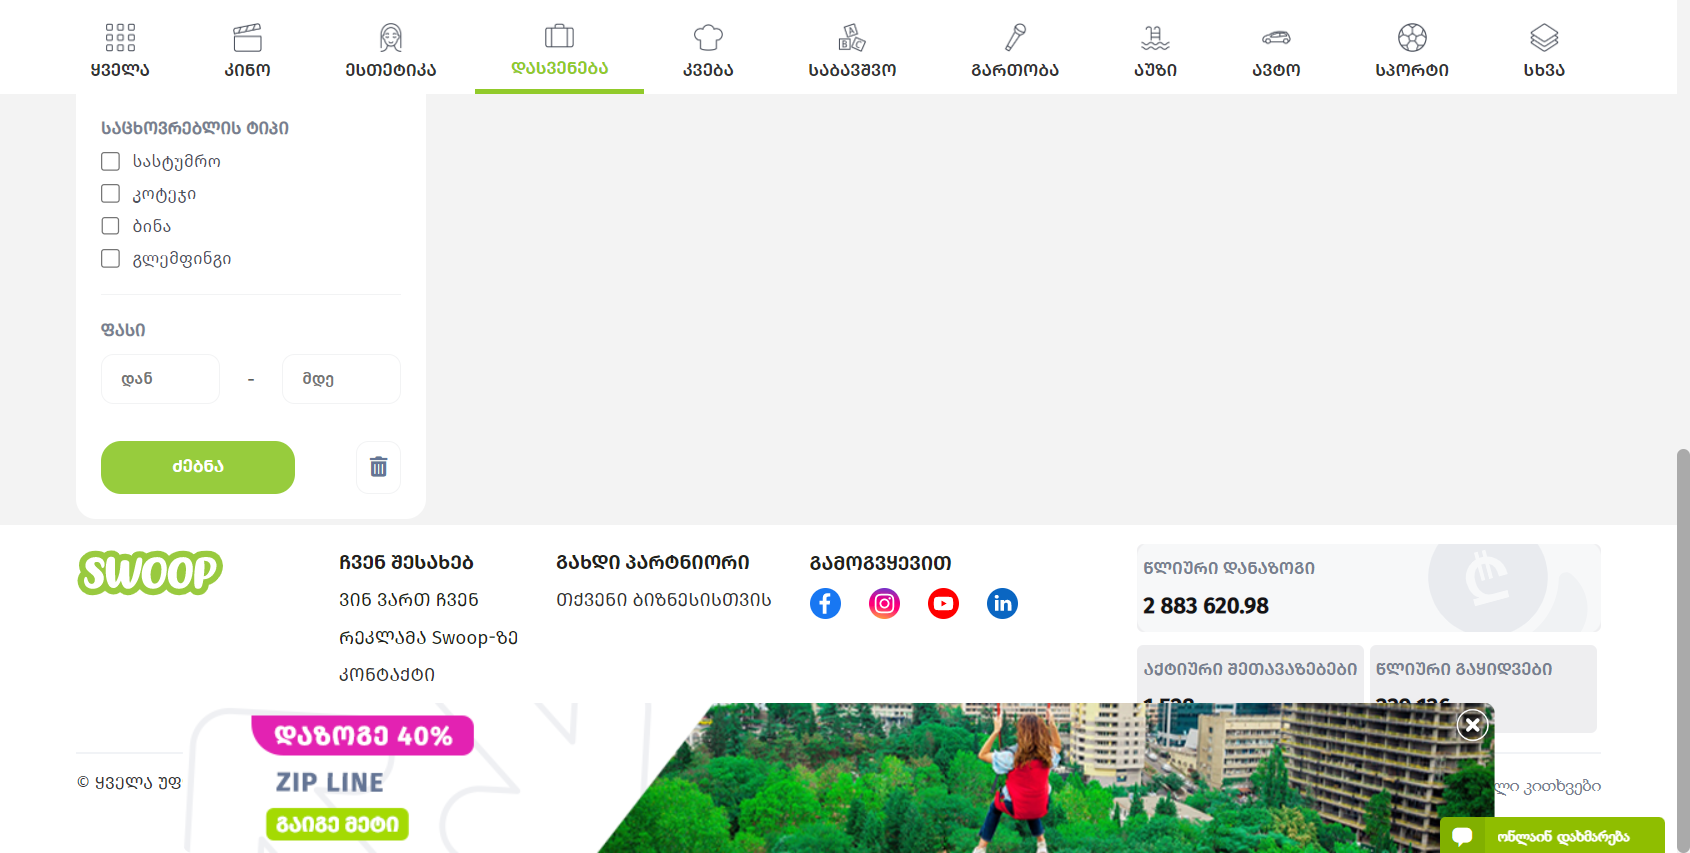 ყველა
კინო
ესთეტიკა
დასვენება
კვება
საბავშვო
გართობა
აუზი
ავტო
სპორტი
სხვა
საცხოვრებლის ტიპი
სასტუმრო
კოტეჯი
ბინა
გლემფინგი
ფასი
დან - მდე
ძებნა
SWOOP
ჩვენ შესახებ
ვინ ვართ ჩვენ
რეკლამა Swoop-ზე
კონტაქტი
გახდი პარტნიორი
თქვენი ბიზნესისთვის
გამოგვყევით
წლიური დანაზოგი
2 883 620.98
აქტიური შეთავაზებები
წლიური გაყიდვები
დაზოგე 40%
ZIP LINE
გაიგე მეტი
© ყველა უფ
ლი კითხვები
ონლაინ დახმარება